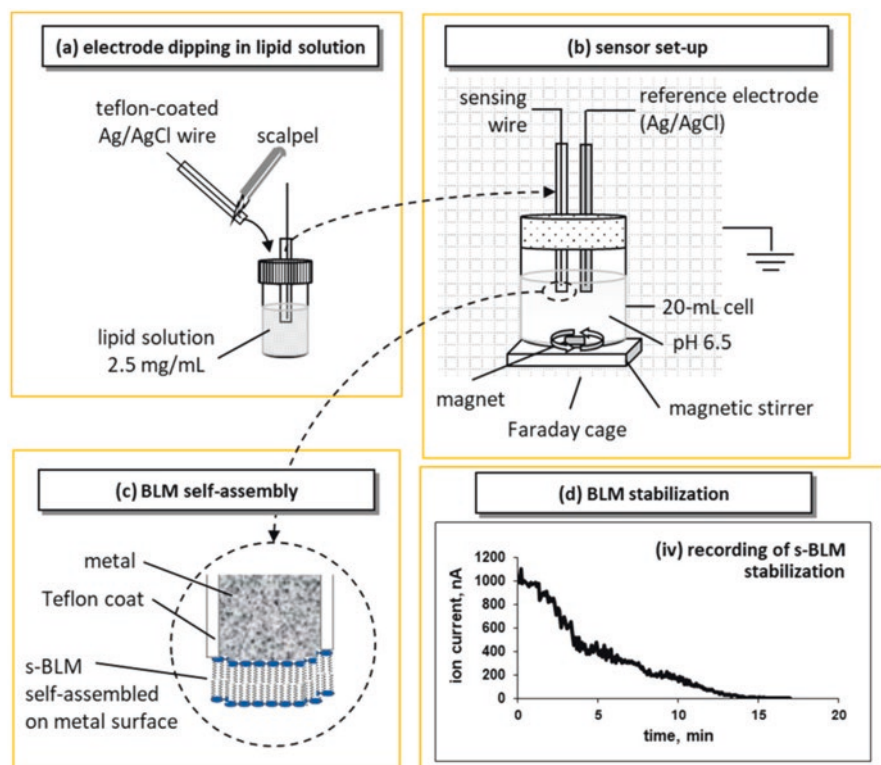 (a) electrode dipping in lipid solution
teflon-coated
Ag/AgCl wire
scalpel
lipid solution
2.5 mg/mL
(b) sensor set-up
sensing
wire
reference electrode
(Ag/AgCl)
20-mL cell
pH 6.5
magnet
magnetic stirrer
Faraday cage
(c) BLM self-assembly
metal
Teflon coat
s-BLM
self-assembled
on metal surface
(d) BLM stabilization
(iv) recording of s-BLM
stabilization
ion current, nA
1200
1000
800
600
400
200
0
0
5
10
15
20
time, min